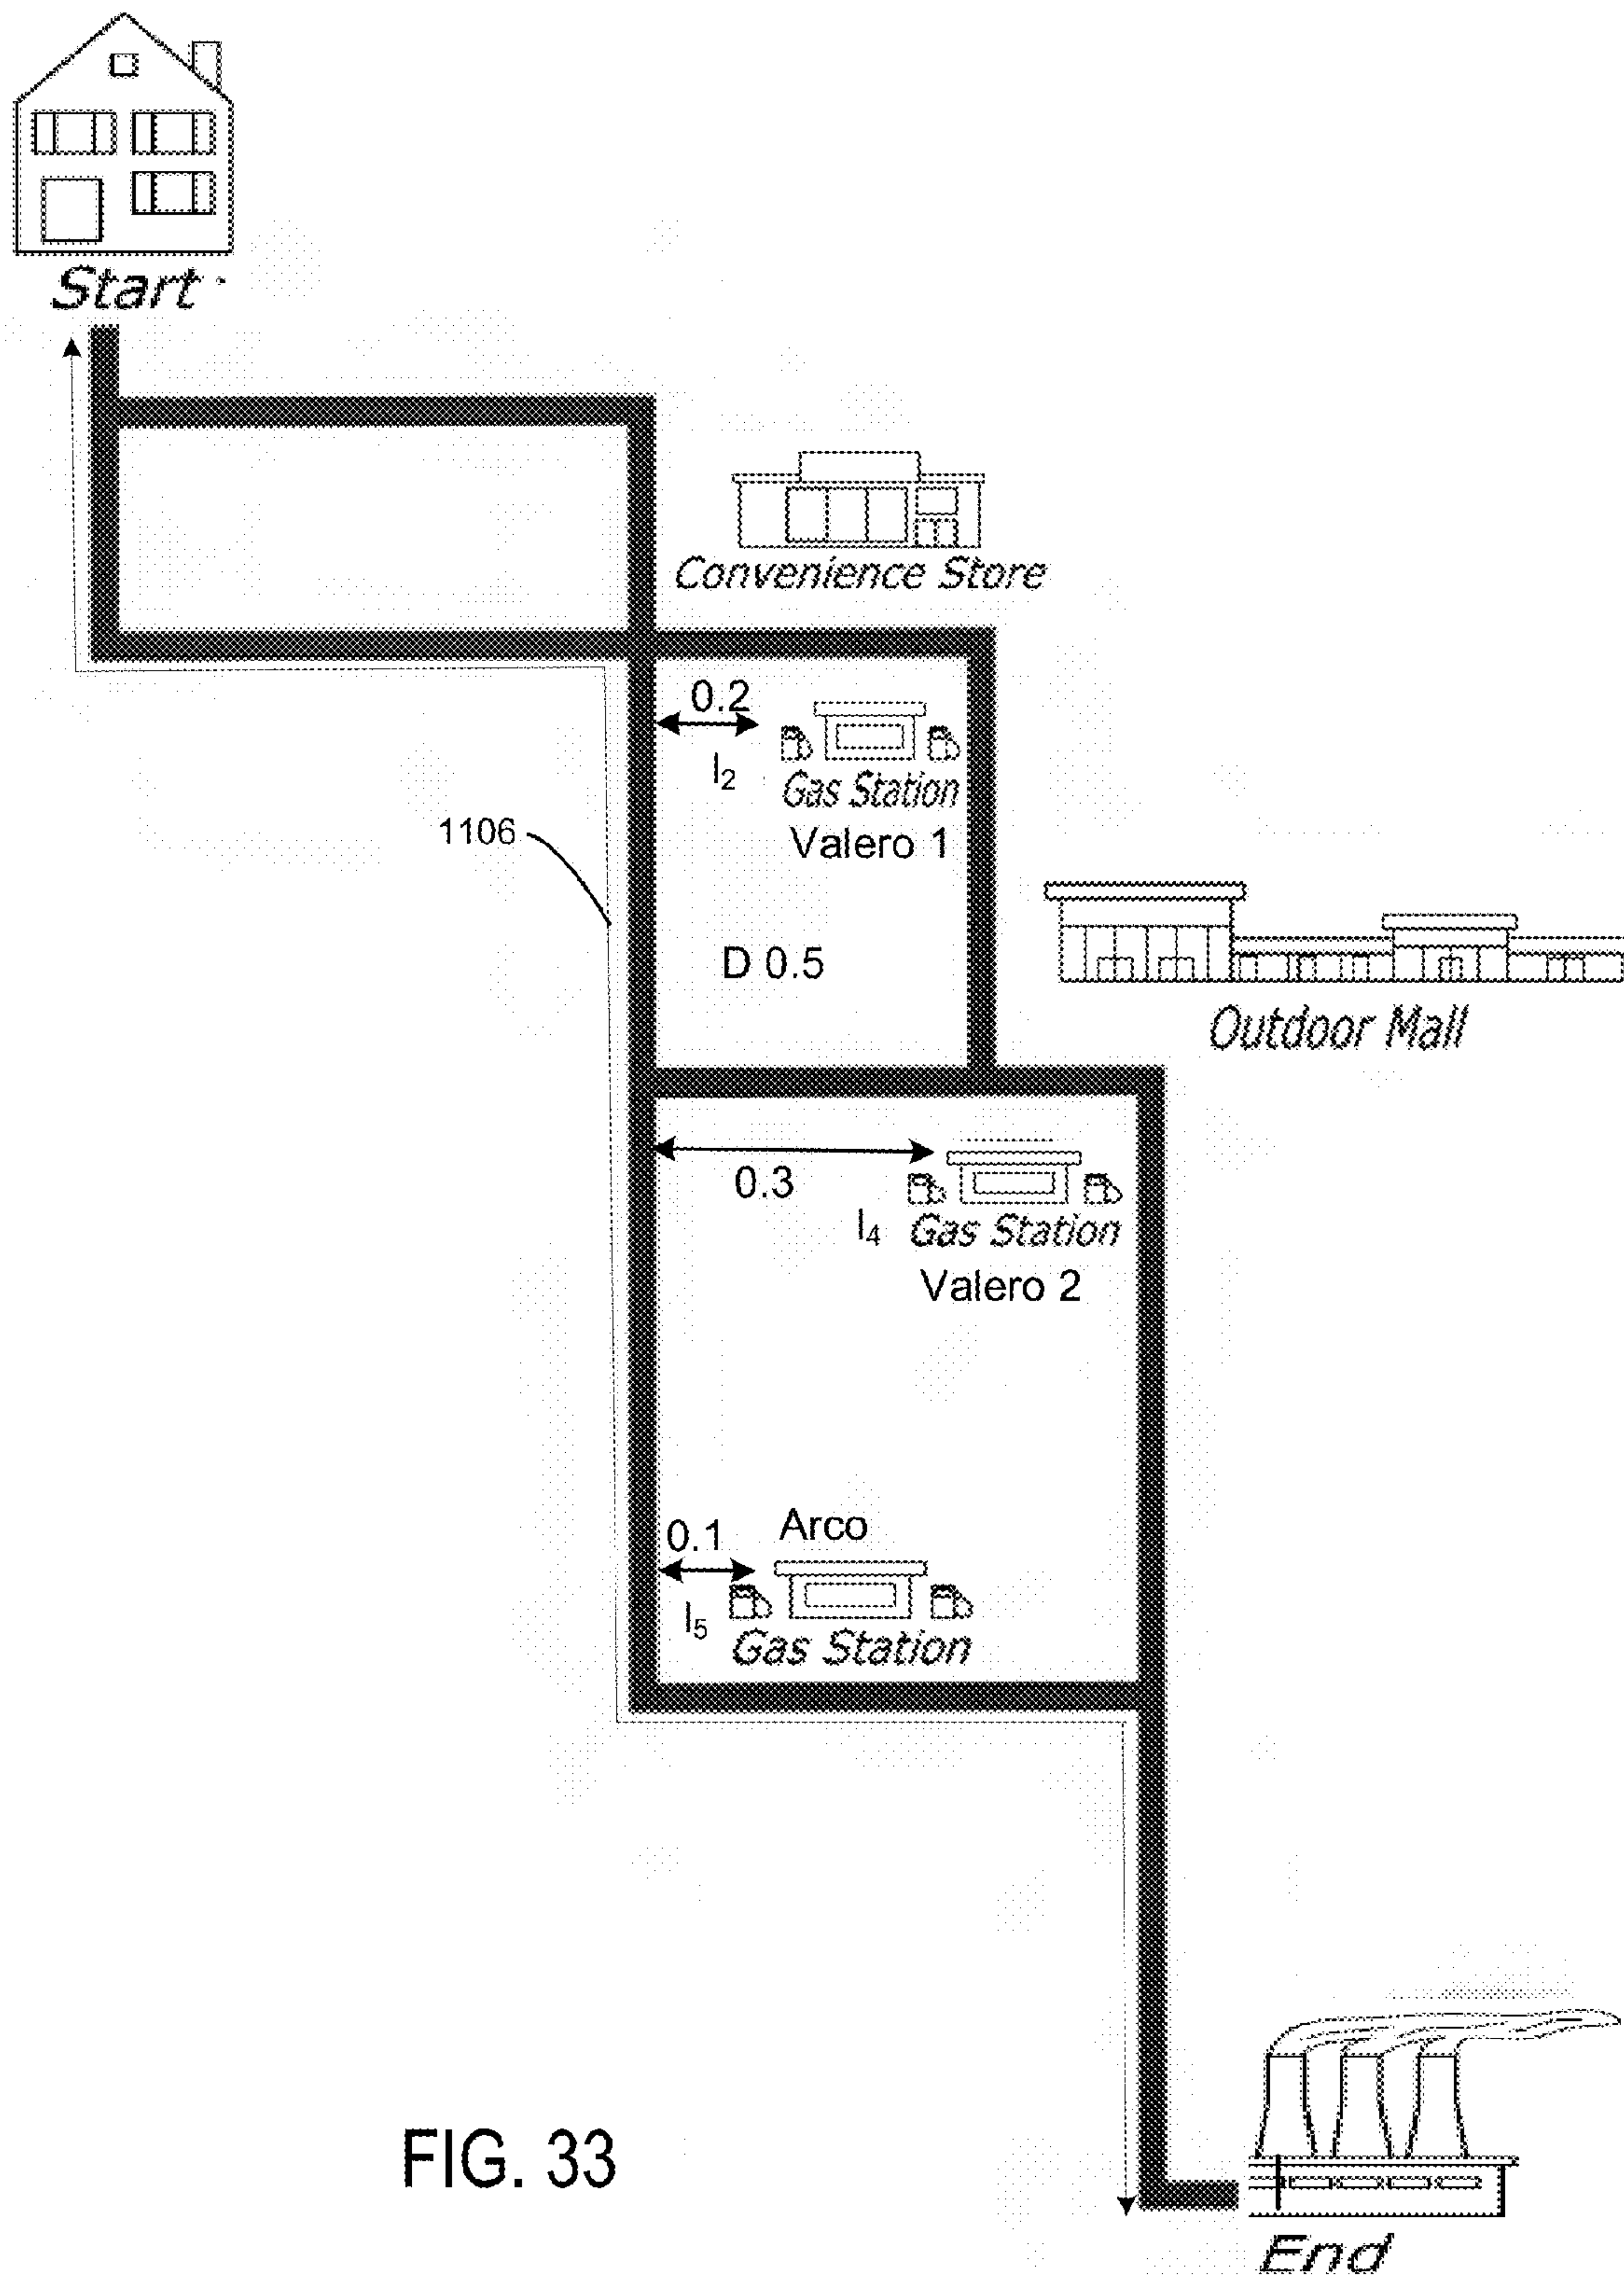 Start
Convenience Store
0.2
I2
Gas Station
Valero 1
1106
D 0.5
Outdoor Mall
0.3
I4
Gas Station
Valero 2
Arco
0.1
I5
Gas Station
FIG. 33
End